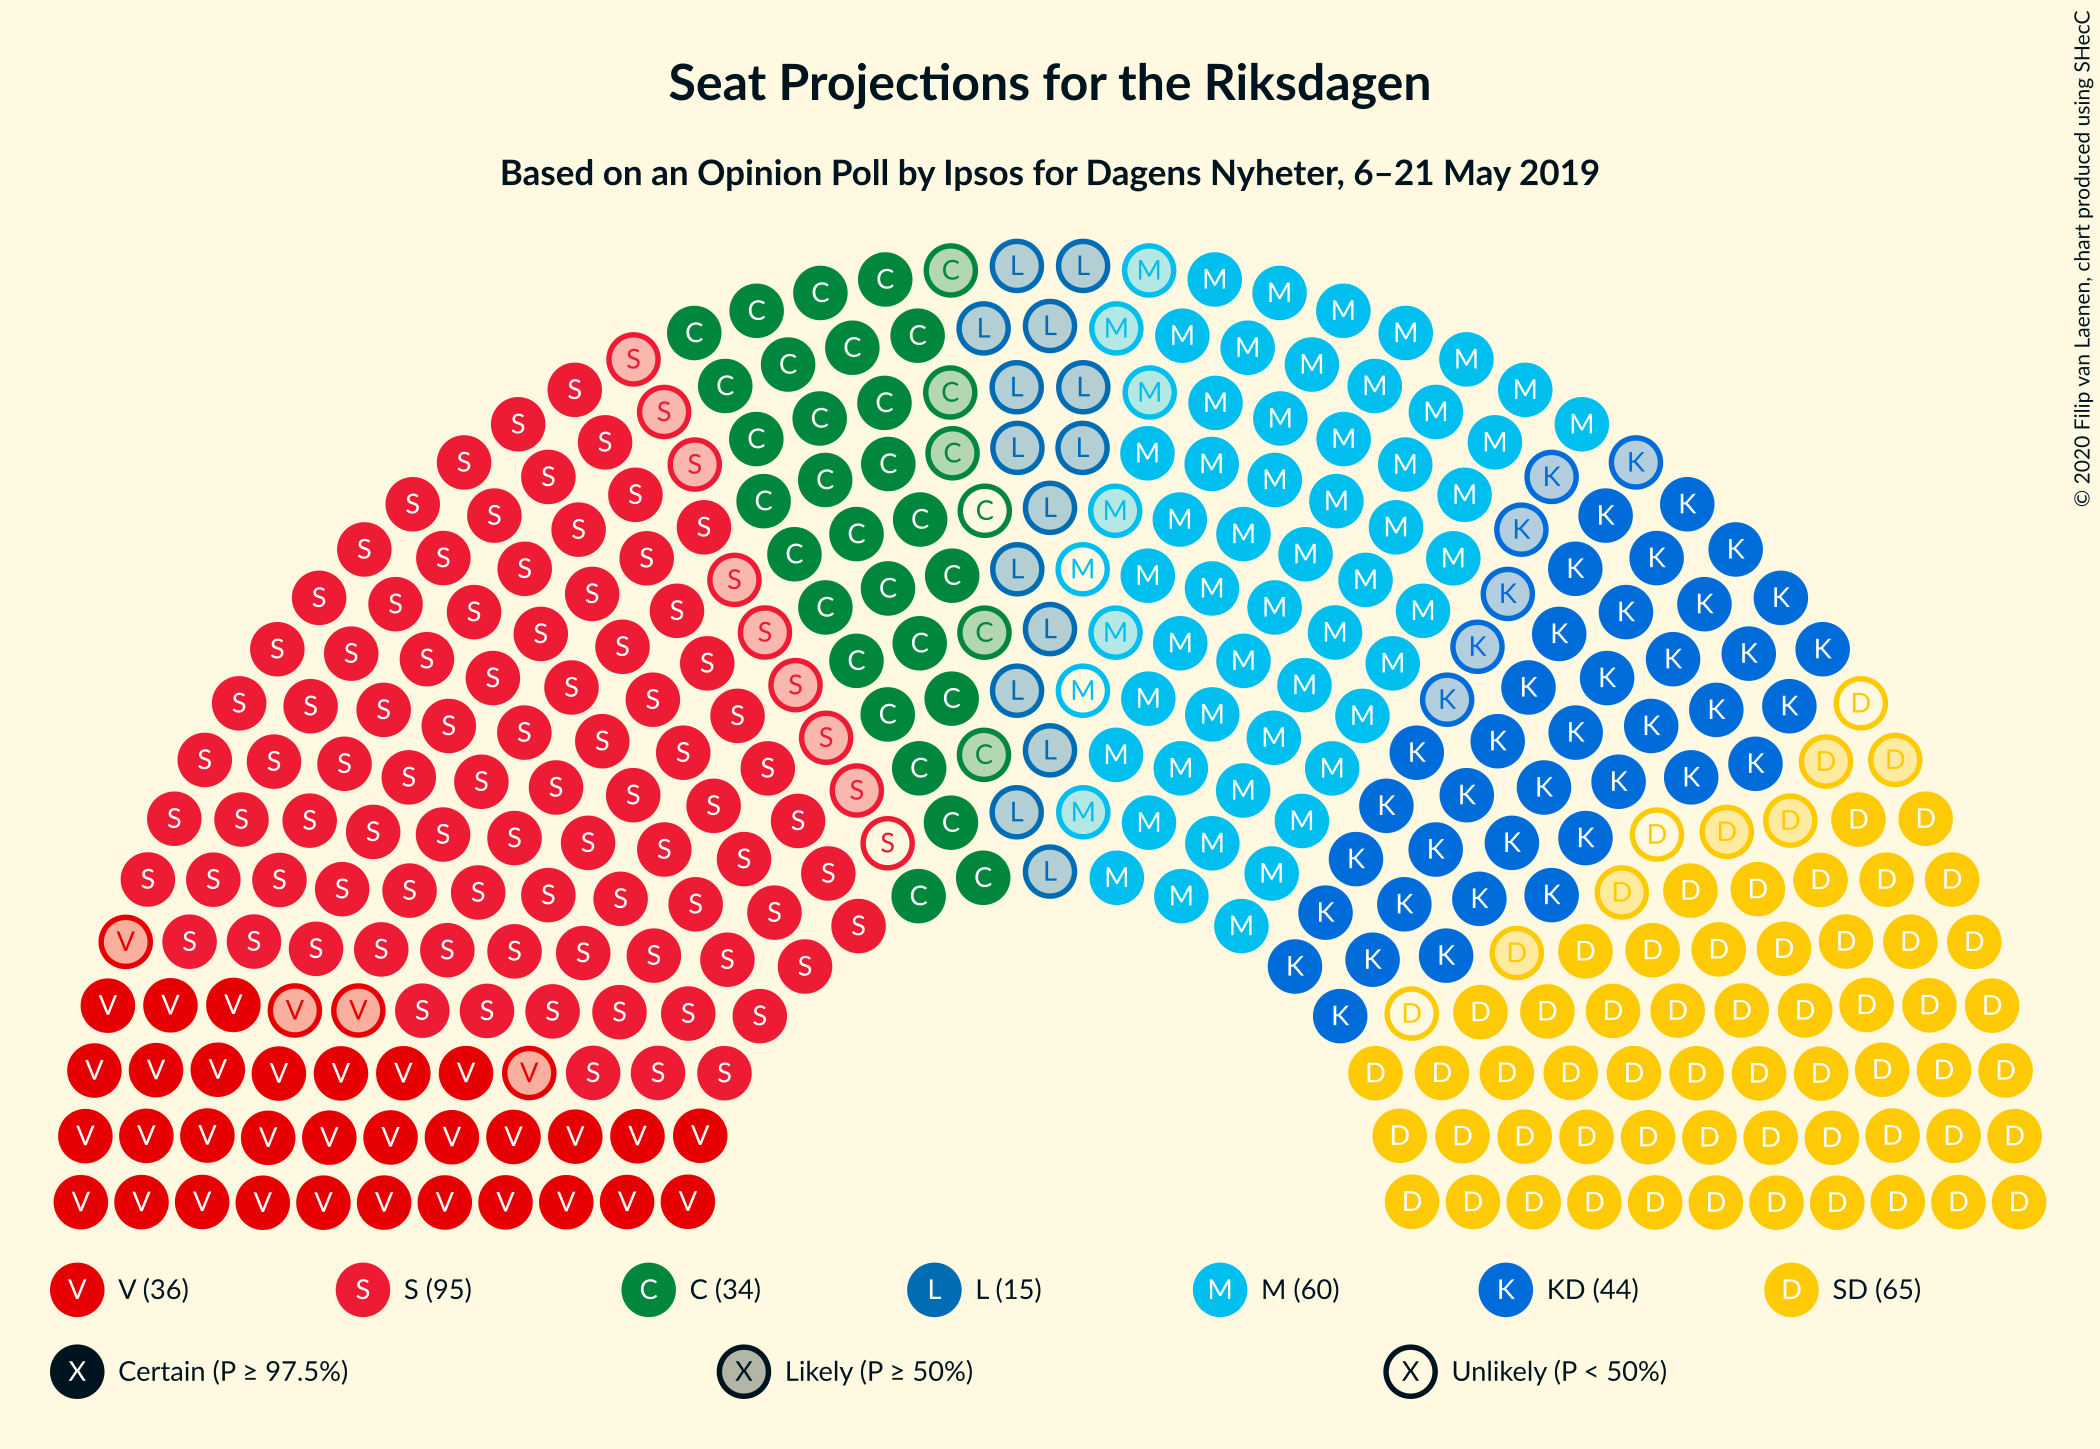 Seat Projections for the Riksdagen
Based on an Opinion Poll by Ipsos for Dagens Nyheter, 6–21 May 2019
© 2020 Filip van Laenen, chart produced using SHecC
V V (36) S S (95) C C (34) L L (15) M M (60) K KD (44) D SD (65)
X Certain (P ≥ 97.5%) X Likely (P ≥ 50%) X Unlikely (P < 50%)